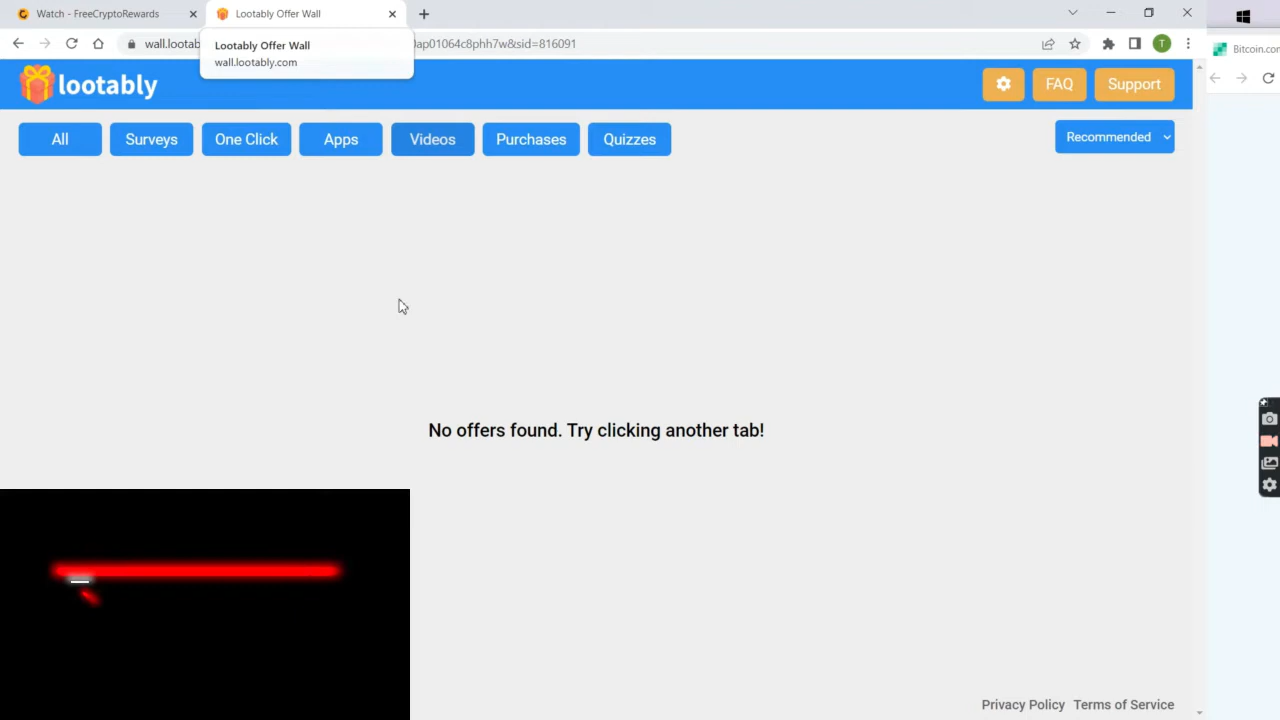 Watch - FreeCryptoRewards
Lootably Offer Wall
wall.lootab
ap01064c8phh7w&sid=816091
T
Bitcoin.com
Lootably Offer Wall
wall.lootably.com
lootably
FAQ
Support
All
Surveys
One Click
Apps
Videos
Purchases
Quizzes
Recommended
No offers found. Try clicking another tab!
Privacy Policy
Terms of Service